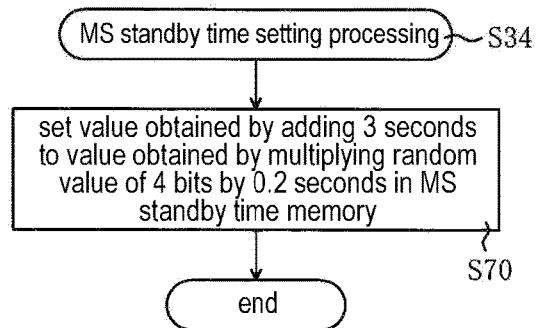 MS standby time setting processing S34
set value obtained by adding 3 seconds
to value obtained by multiplying random
value of 4 bits by 0.2 seconds in MS
standby time memory
S70
end